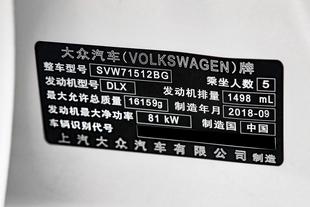 大众汽车(VOLKSWAGEN)牌
整车型号 SVW71512BG 乘坐人数 5
发动机型号 DLX 发动机排量 1498 mL
最大允许总质量 16159g 制造年月 2018-09
发动机最大净功率 81 kW 制造国 中国
车辆识别代号
上汽大众汽车有限公司 制造